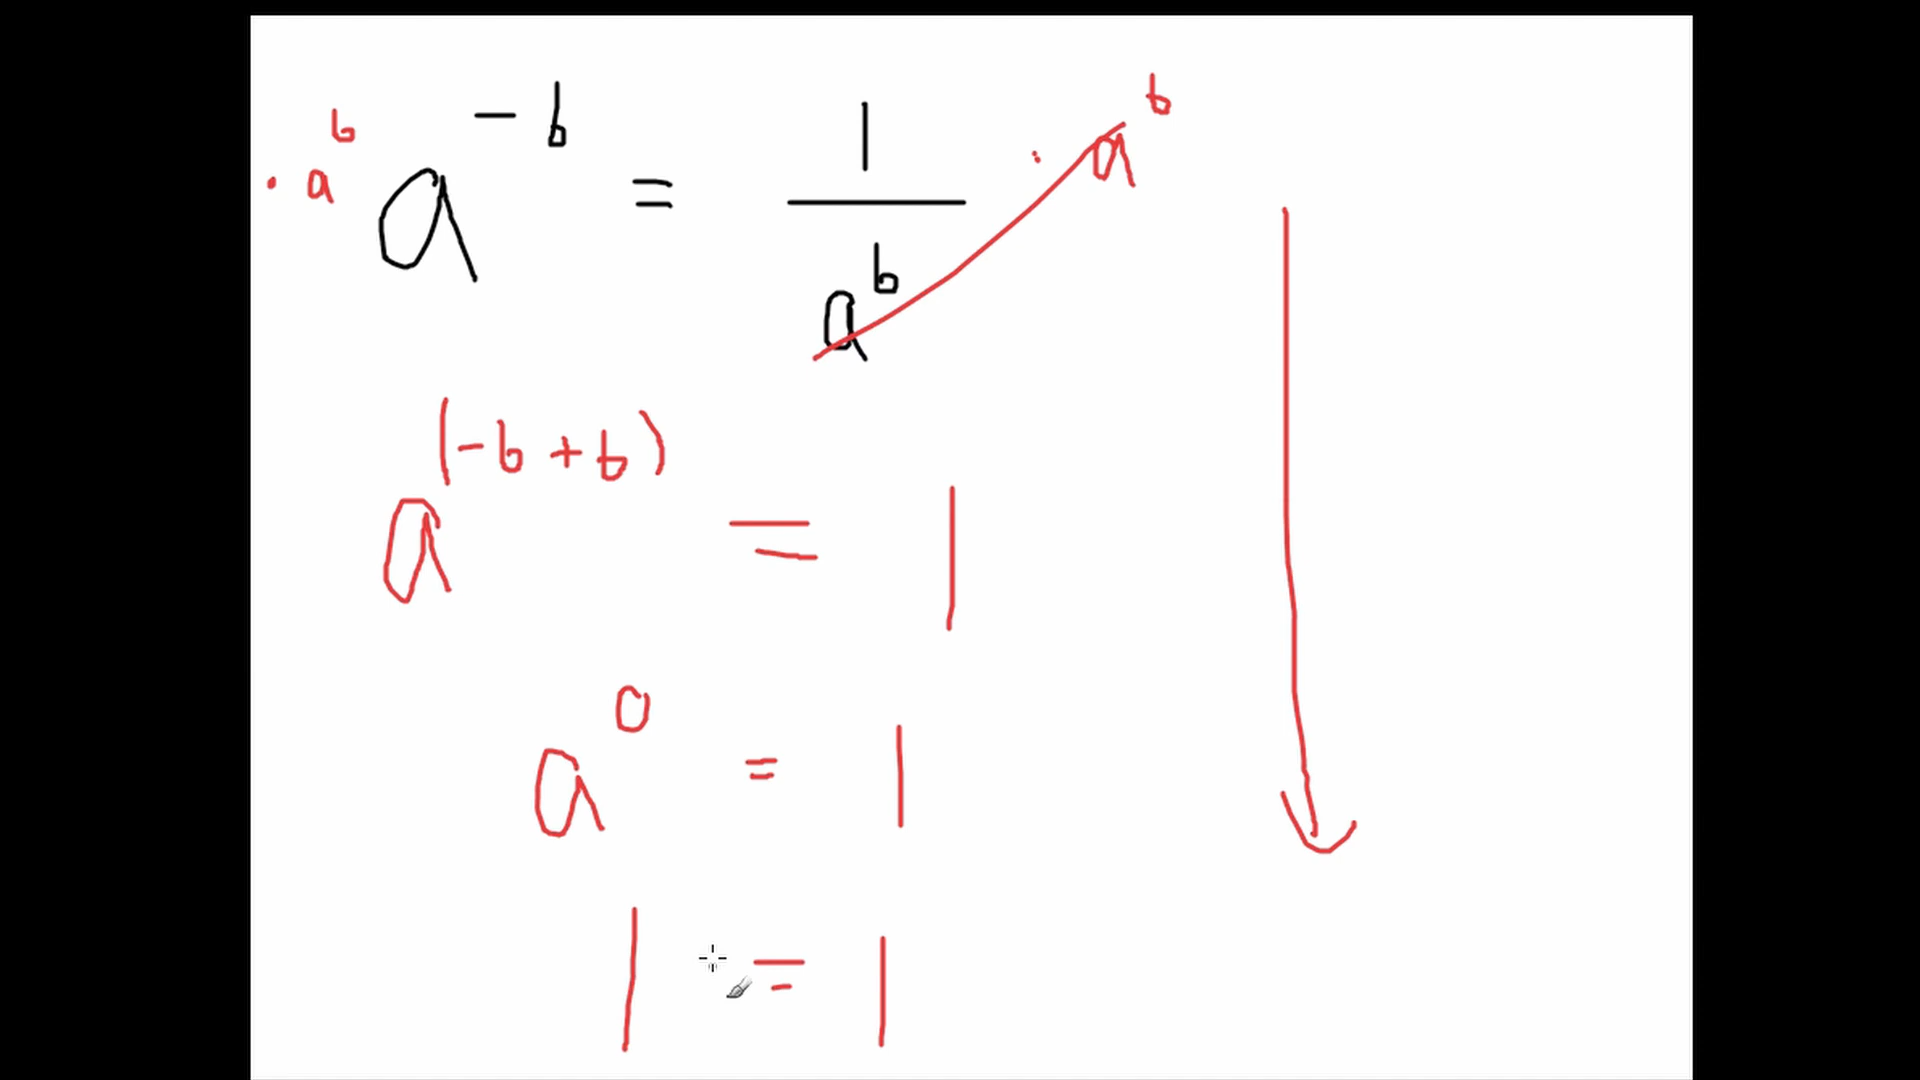 · a^b a^-b = 1/a^b · a^b
a^(-b+b) = 1
a^0 = 1
1 = 1